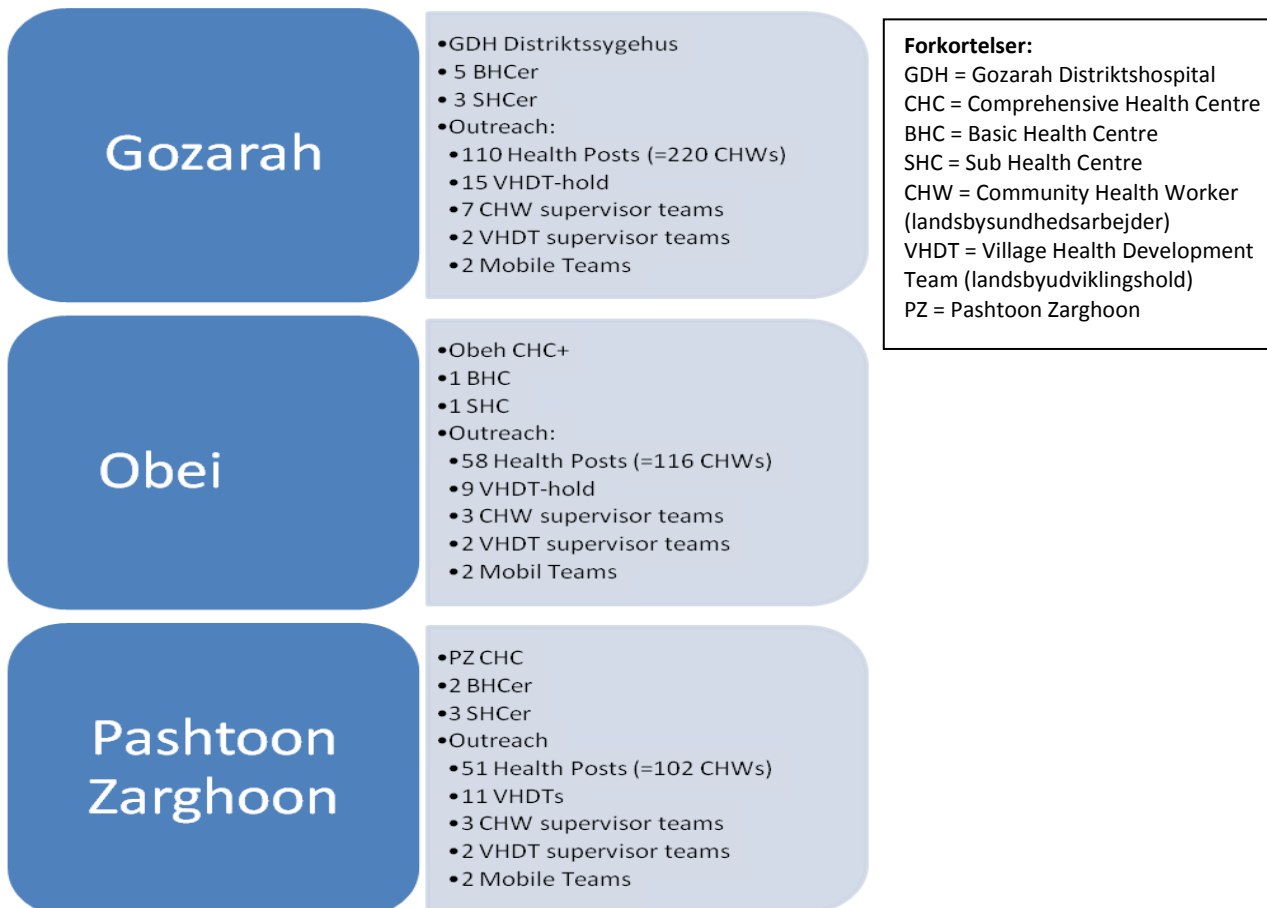 Gozarah
•GDH Distriktssygehus
• 5 BHCer
• 3 SHCer
•Outreach:
•110 Health Posts (=220 CHWs)
•15 VHDT-hold
•7 CHW supervisor teams
•2 VHDT supervisor teams
•2 Mobile Teams
Obei
•Obeh CHC+
•1 BHC
•1 SHC
•Outreach:
•58 Health Posts (=116 CHWs)
•9 VHDT-hold
•3 CHW supervisor teams
•2 VHDT supervisor teams
•2 Mobil Teams
Pashtoon
Zarghoon
•PZ CHC
•2 BHCer
•3 SHCer
•Outreach
•51 Health Posts (=102 CHWs)
•11 VHDTs
•3 CHW supervisor teams
•2 VHDT supervisor teams
•2 Mobile Teams
Forkortelser:
GDH = Gozarah Distriktshospital
CHC = Comprehensive Health Centre
BHC = Basic Health Centre
SHC = Sub Health Centre
CHW = Community Health Worker
(landsbysundhedsarbejder)
VHDT = Village Health Development
Team (landsbyudviklingshold)
PZ = Pashtoon Zarghoon